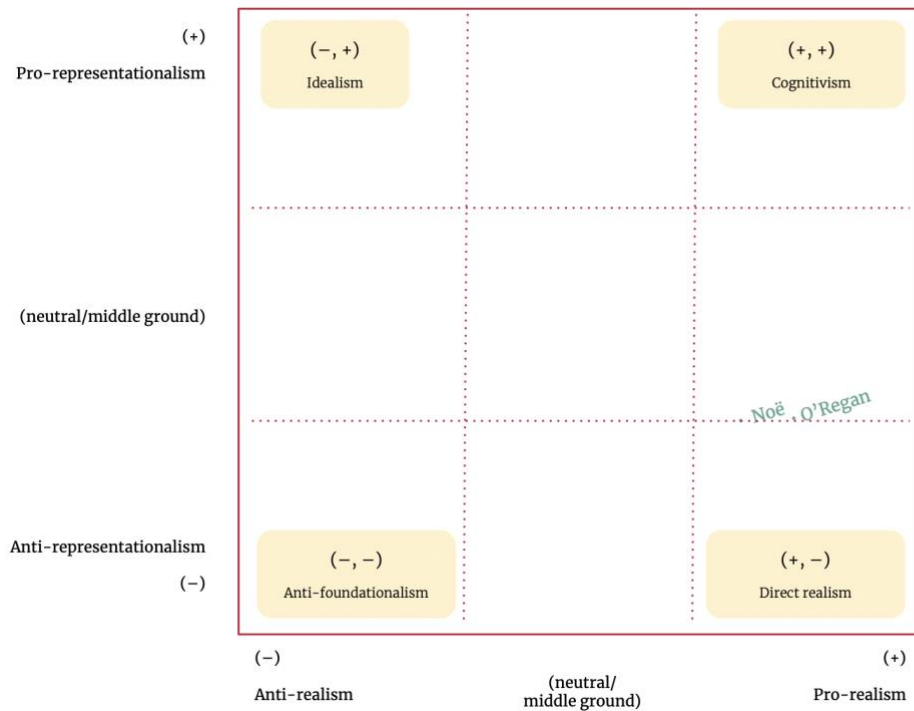 (+)
Pro-representationalism
(−, +)
Idealism
(+, +)
Cognitivism
(neutral/middle ground)
Noë , O’Regan
Anti-representationalism
(−)
(−, −)
Anti-foundationalism
(+, −)
Direct realism
(−)
Anti-realism
(neutral/
middle ground)
(+)
Pro-realism